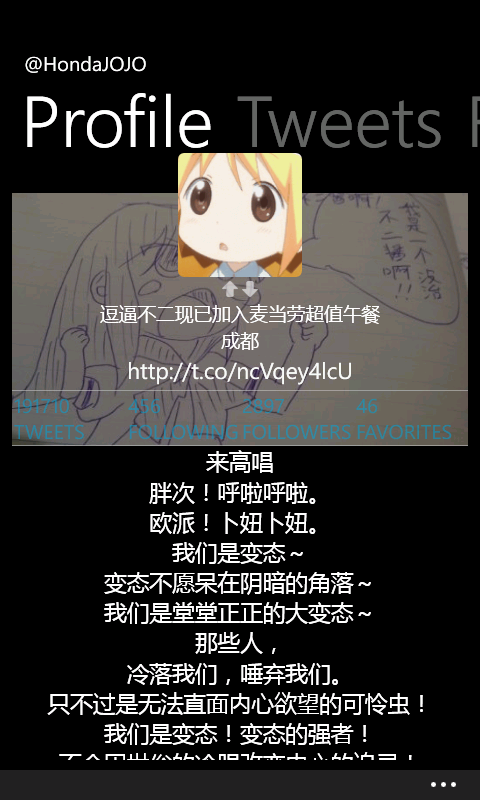 @HondaJOJO
Profile Tweets
逗逼不二现已加入麦当劳超值午餐
成都
http://t.co/ncVqey4lcU
191710 456 2897 46
TWEETS FOLLOWING FOLLOWERS FAVORITES
来高唱
胖次！呼啦呼啦。
欧派！卜妞卜妞。
我们是变态～
变态不愿呆在阴暗的角落～
我们是堂堂正正的大变态～
那些人，
冷落我们，唾弃我们。
只不过是无法直面内心欲望的可怜虫！
我们是变态！变态的强者！